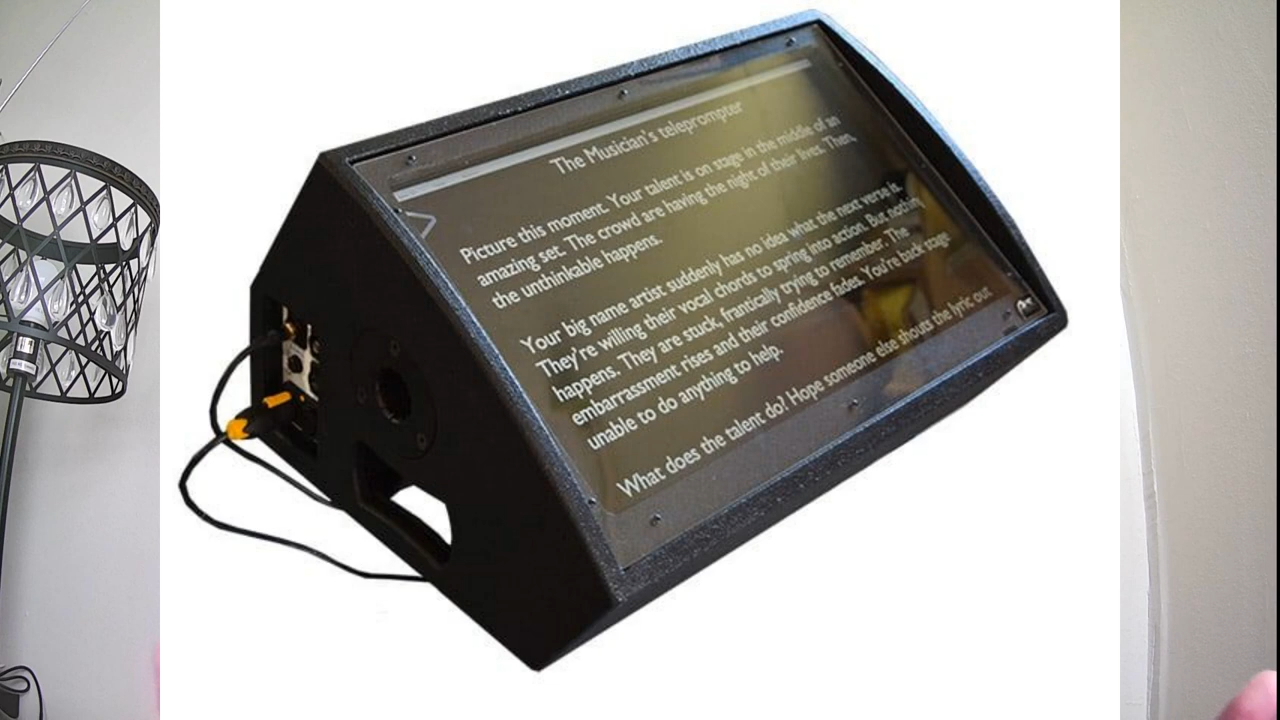 The Musician's teleprompter
Picture this moment. Your talent is on stage in the middle of an
amazing set. The crowd are having the night of their lives. Then,
the unthinkable happens.
Your big name artist suddenly has no idea what the next verse is.
They're willing their vocal chords to spring into action. But nothin
happens. They are stuck, frantically trying to remember. The
embarrassment rises and their confidence fades. You're back stage
unable to do anything to help.
What does the talent do? Hope someone else shouts the lyric out